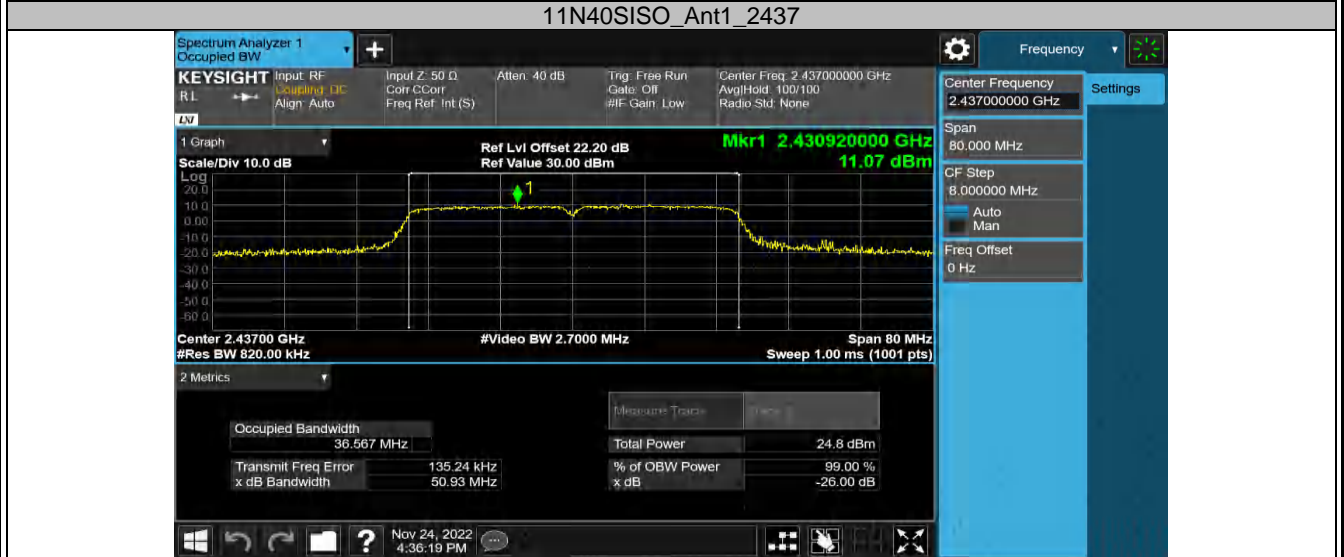 11N40SISO_Ant1_2437
Spectrum Analyzer 1
Occupied BW
+
Frequency
KEYSIGHT
RL
LXI
Input: RF
Coupling: DC
Align: Auto
Input Z: 50 Ω
Corr CCorr
Freq Ref: Int (S)
Atten: 40 dB
Trig: Free Run
Gate: Off
#IF Gain: Low
Center Freq: 2.437000000 GHz
Avg|Hold: 100/100
Radio Std: None
Center Frequency
2.437000000 GHz
Settings
Span
80.000 MHz
CF Step
8.000000 MHz
Auto
Man
Freq Offset
0 Hz
1 Graph
Scale/Div 10.0 dB
Ref Lvl Offset 22.20 dB
Ref Value 30.00 dBm
Mkr1 2.430920000 GHz
11.07 dBm
Log
20.0
10.0
0.00
-10.0
-20.0
-30.0
-40.0
-50.0
-60.0
1
Center 2.43700 GHz
#Res BW 820.00 kHz
#Video BW 2.7000 MHz
Span 80 MHz
Sweep 1.00 ms (1001 pts)
2 Metrics
Measure Trace
Occupied Bandwidth
36.567 MHz
Total Power 24.8 dBm
Transmit Freq Error 135.24 kHz
% of OBW Power 99.00 %
x dB Bandwidth 50.93 MHz
x dB -26.00 dB
?
Nov 24, 2022
4:36:19 PM